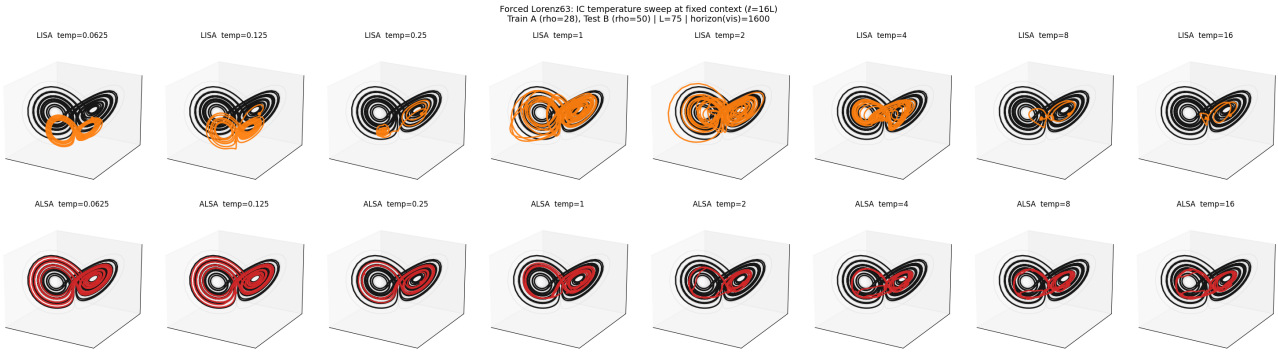 Forced Lorenz63: IC temperature sweep at fixed context (ℓ=16L)
Train A (rho=28), Test B (rho=50) | L=75 | horizon(vis)=1600
LISA temp=0.0625
LISA temp=0.125
LISA temp=0.25
LISA temp=1
LISA temp=2
LISA temp=4
LISA temp=8
LISA temp=16
ALSA temp=0.0625
ALSA temp=0.125
ALSA temp=0.25
ALSA temp=1
ALSA temp=2
ALSA temp=4
ALSA temp=8
ALSA temp=16